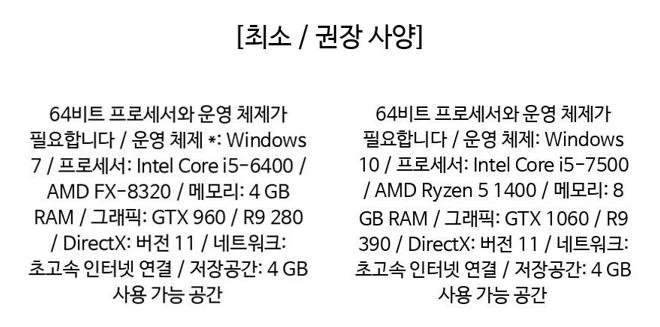 [최소 / 권장 사양]
64비트 프로세서와 운영 체제가
필요합니다 / 운영 체제 *: Windows
7 / 프로세서: Intel Core i5-6400 /
AMD FX-8320 / 메모리: 4 GB
RAM / 그래픽: GTX 960 / R9 280
/ DirectX: 버전 11 / 네트워크:
초고속 인터넷 연결 / 저장공간: 4 GB
사용 가능 공간
64비트 프로세서와 운영 체제가
필요합니다 / 운영 체제: Windows
10 / 프로세서: Intel Core i5-7500
/ AMD Ryzen 5 1400 / 메모리: 8
GB RAM / 그래픽: GTX 1060 / R9
390 / DirectX: 버전 11 / 네트워크:
초고속 인터넷 연결 / 저장공간: 4 GB
사용 가능 공간